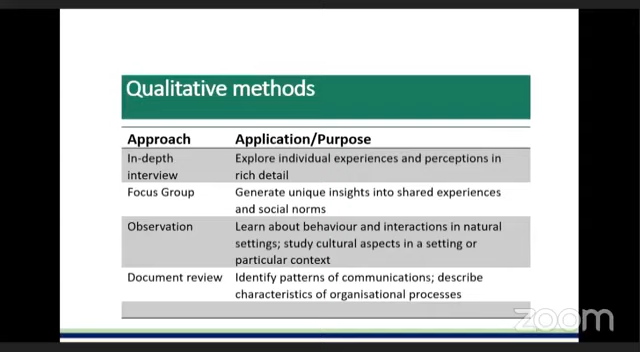 Qualitative methods
Approach Application/Purpose
In-depth Explore individual experiences and perceptions in
interview rich detail
Focus Group Generate unique insights into shared experiences
and social norms
Observation Learn about behaviour and interactions in natural
settings; study cultural aspects in a setting or
particular context
Document review Identify patterns of communications; describe
characteristics of organisational processes
zoom